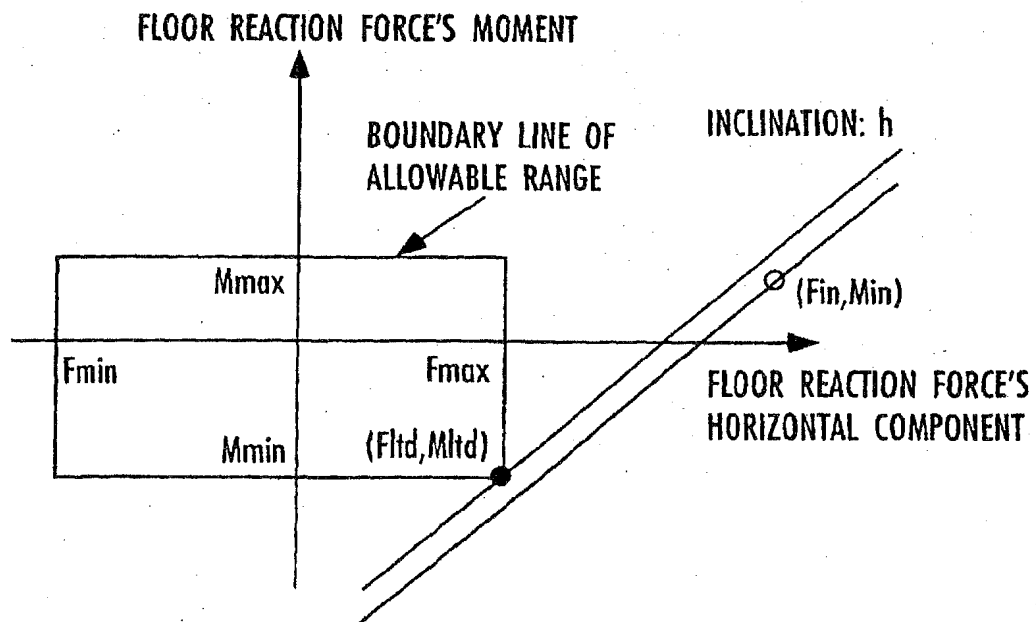 FLOOR REACTION FORCE'S MOMENT
BOUNDARY LINE OF
ALLOWABLE RANGE
INCLINATION: h
Mmax
(Fin,Min)
Fmin
Fmax
FLOOR REACTION FORCE'S
HORIZONTAL COMPONENT
Mmin
(Fltd,Mltd)